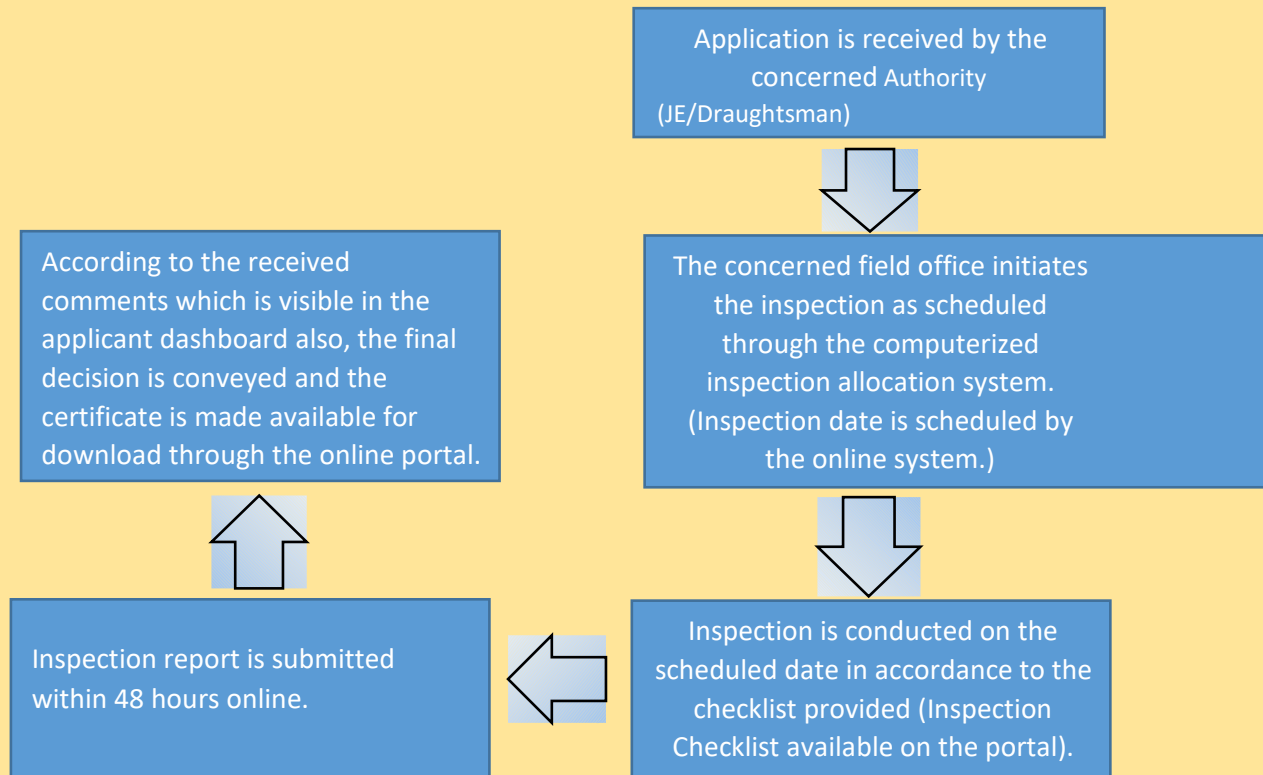 Application is received by the
concerned Authority
(JE/Draughtsman)
The concerned field office initiates
the inspection as scheduled
through the computerized
inspection allocation system.
(Inspection date is scheduled by
the online system.)
Inspection is conducted on the
scheduled date in accordance to the
checklist provided (Inspection
Checklist available on the portal).
Inspection report is submitted
within 48 hours online.
According to the received
comments which is visible in the
applicant dashboard also, the final
decision is conveyed and the
certificate is made available for
download through the online portal.